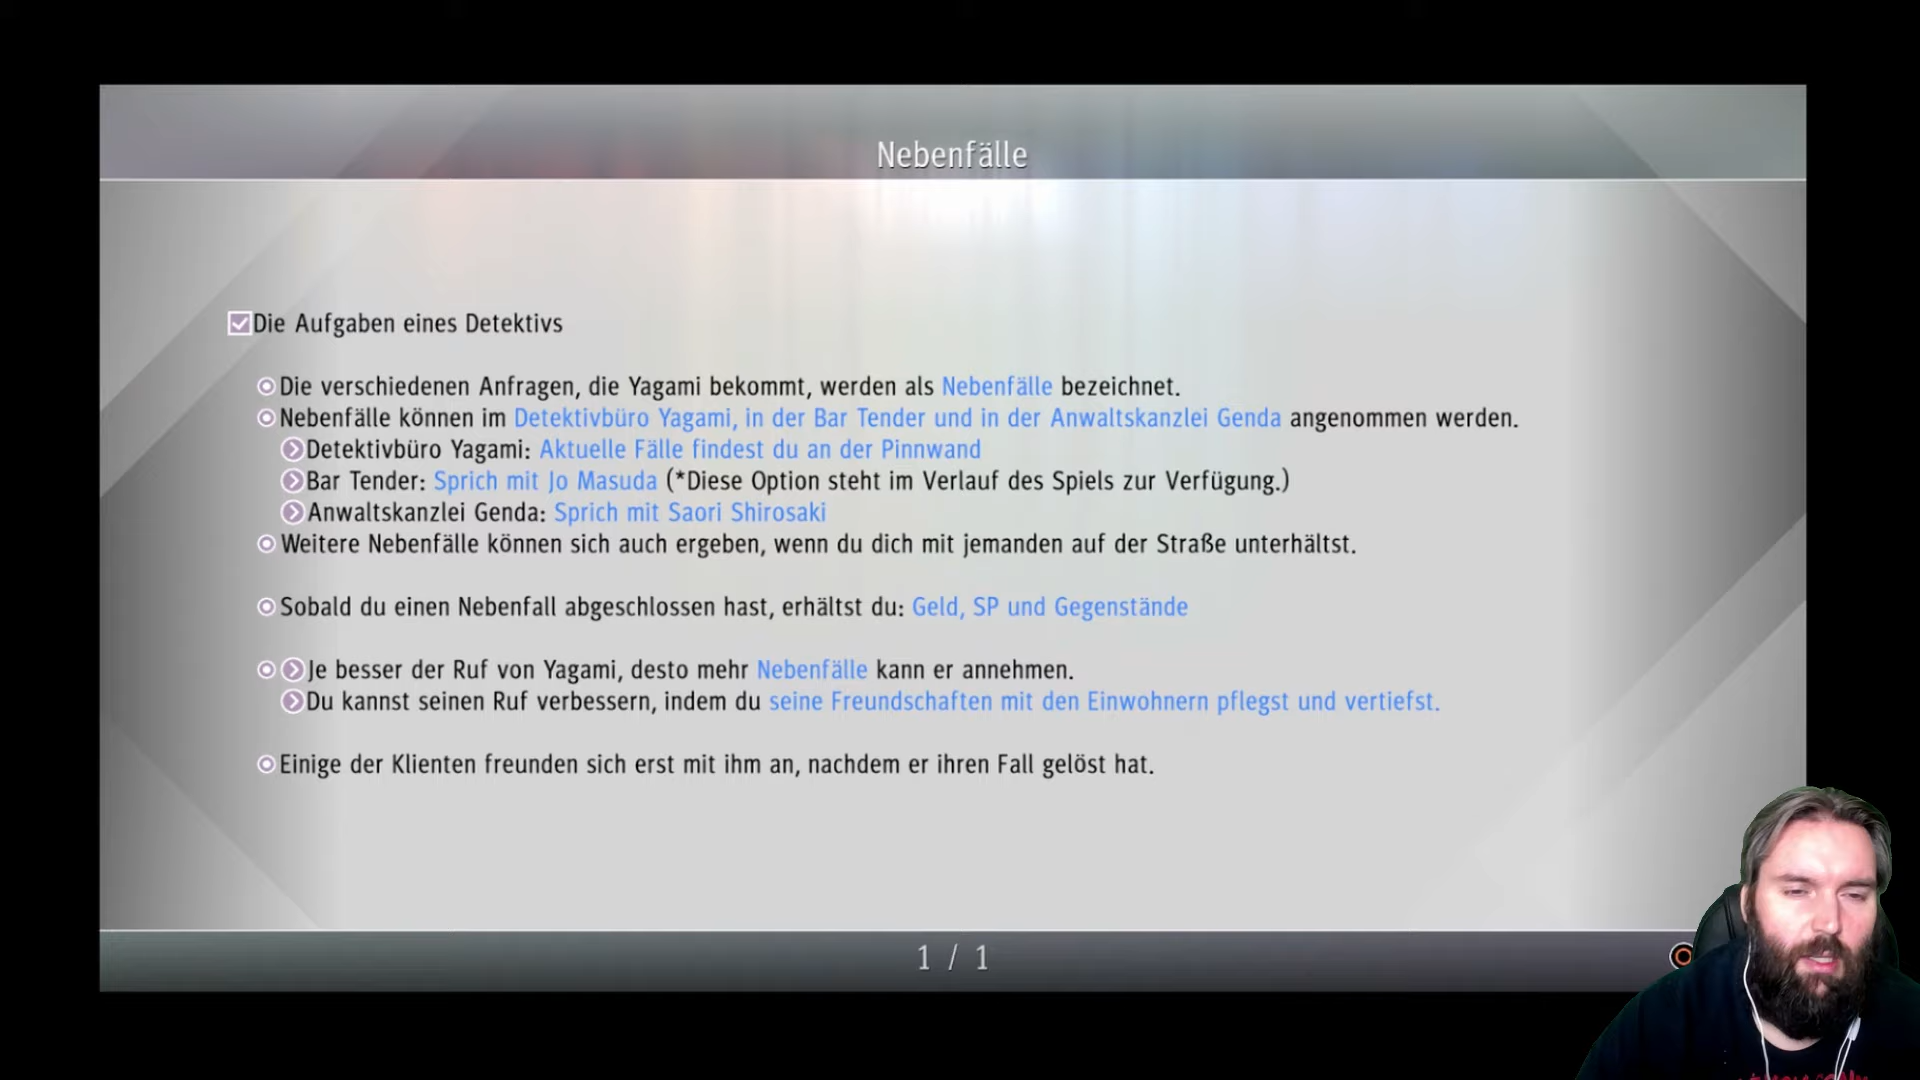 Nebenfälle
Die Aufgaben eines Detektivs
Die verschiedenen Anfragen, die Yagami bekommt, werden als Nebenfälle bezeichnet.
Nebenfälle können im Detektivbüro Yagami, in der Bar Tender und in der Anwaltskanzlei Genda angenommen werden.
Detektivbüro Yagami: Aktuelle Fälle findest du an der Pinnwand
Bar Tender: Sprich mit Jo Masuda (*Diese Option steht im Verlauf des Spiels zur Verfügung.)
Anwaltskanzlei Genda: Sprich mit Saori Shirosaki
Weitere Nebenfälle können sich auch ergeben, wenn du dich mit jemanden auf der Straße unterhältst.
Sobald du einen Nebenfall abgeschlossen hast, erhältst du: Geld, SP und Gegenstände
Je besser der Ruf von Yagami, desto mehr Nebenfälle kann er annehmen.
Du kannst seinen Ruf verbessern, indem du seine Freundschaften mit den Einwohnern pflegst und vertiefst.
Einige der Klienten freunden sich erst mit ihm an, nachdem er ihren Fall gelöst hat.
1 / 1